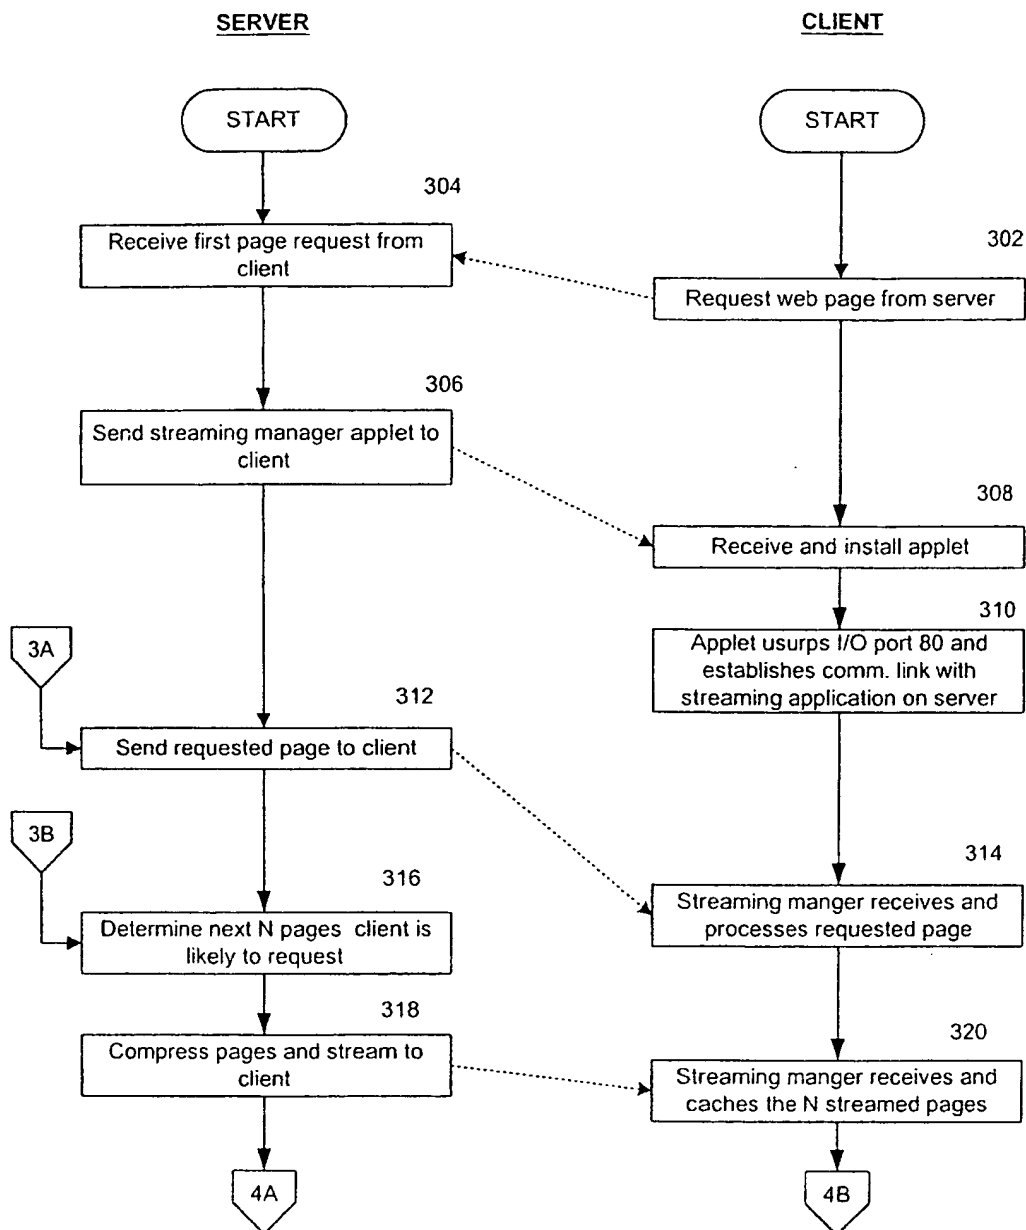 SERVER
CLIENT
START
START
304
Receive first page request from
client
302
Request web page from server
306
Send streaming manager applet to
client
308
Receive and install applet
310
Applet usurps I/O port 80 and
establishes comm. link with
streaming application on server
3A
312
Send requested page to client
3B
314
Streaming manger receives and
processes requested page
316
Determine next N pages client is
likely to request
318
Compress pages and stream to
client
320
Streaming manger receives and
caches the N streamed pages
4A
4B